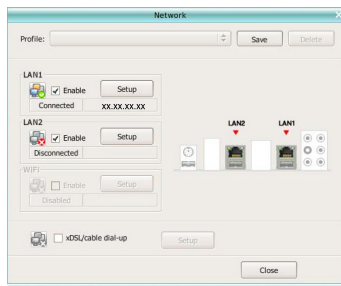 Network
Profile:
Save
Delete
LAN1
Enable
Setup
Connected
xx.xx.xx.xx
LAN2
Enable
Setup
Disconnected
WIFI
Enable
Setup
Disabled
LAN2
LAN1
xDSL/cable dial-up
Setup
Close